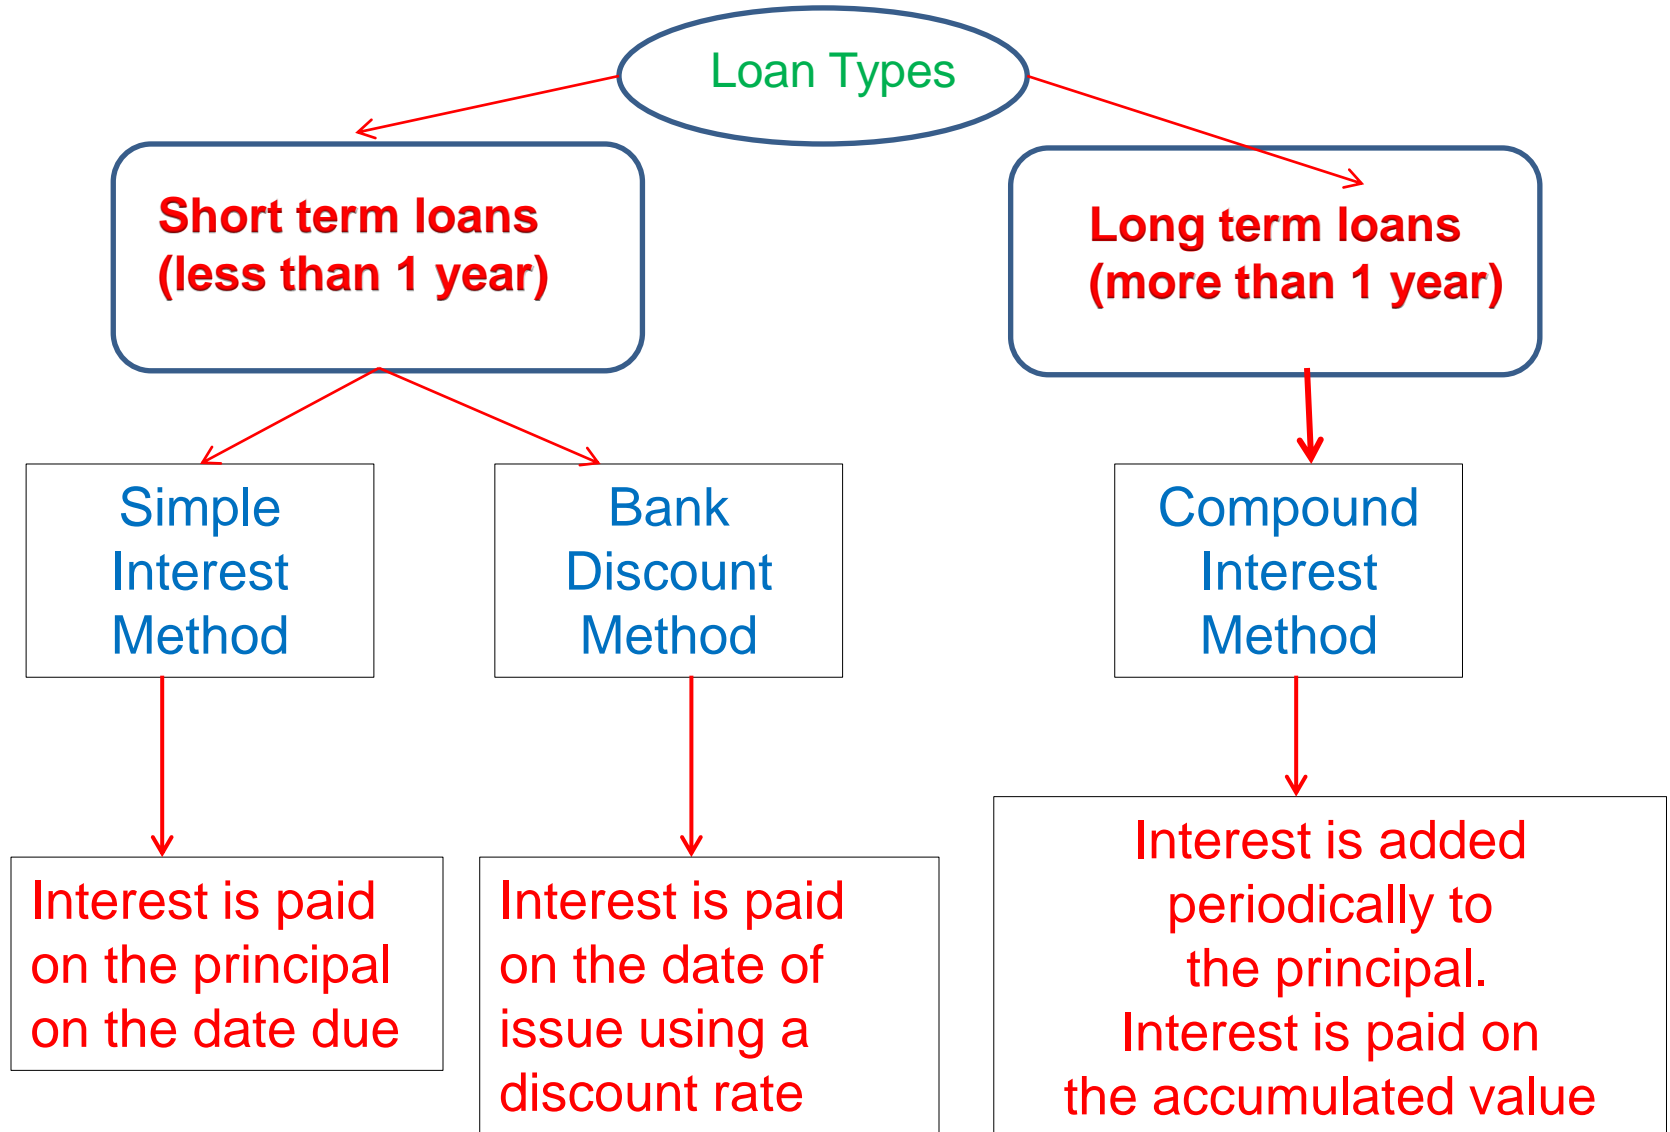 Loan Types
Short term loans
(less than 1 year)
Long term loans
(more than 1 year)
Simple
Interest
Method
Bank
Discount
Method
Compound
Interest
Method
Interest is paid
on the principal
on the date due
Interest is paid
on the date of
issue using a
discount rate
Interest is added
periodically to
the principal.
Interest is paid on
the accumulated value